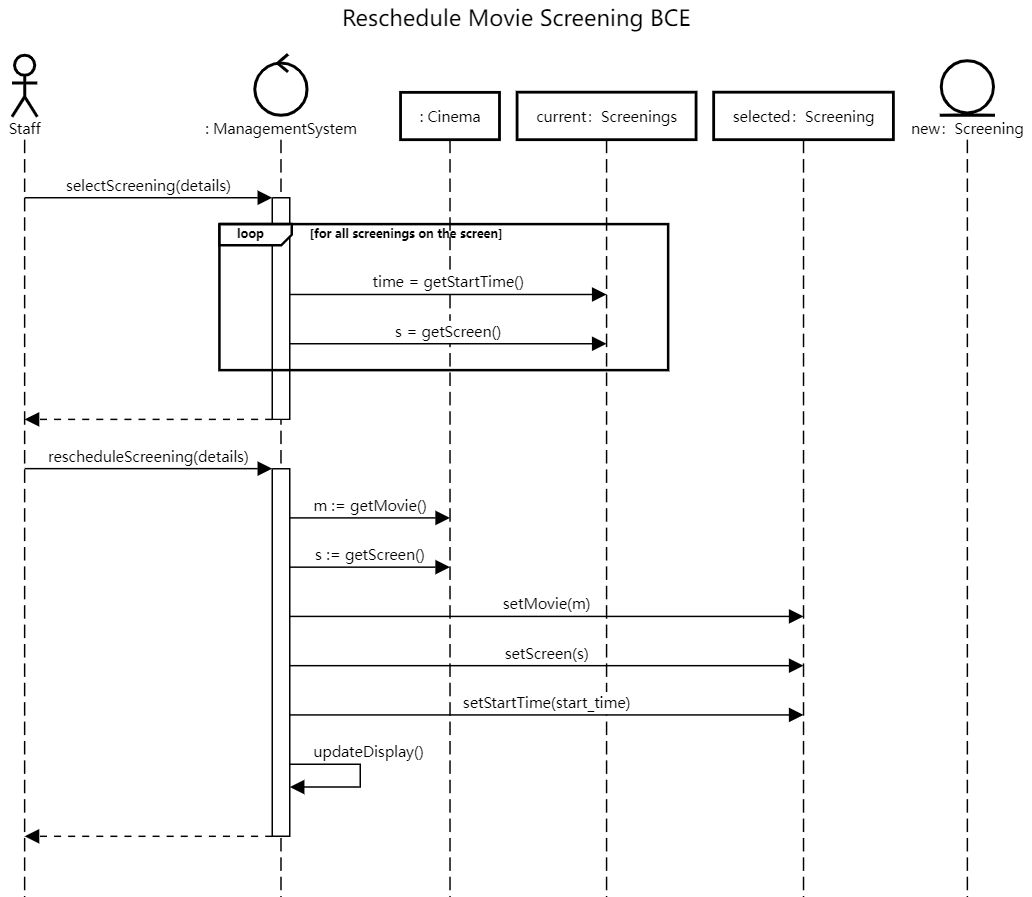 Reschedule Movie Screening BCE
Staff
: ManagementSystem
: Cinema
current: Screenings
selected: Screening
new: Screening
selectScreening(details)
loop
[for all screenings on the screen]
time = getStartTime()
s = getScreen()
rescheduleScreening(details)
m := getMovie()
s := getScreen()
setMovie(m)
setScreen(s)
setStartTime(start_time)
updateDisplay()